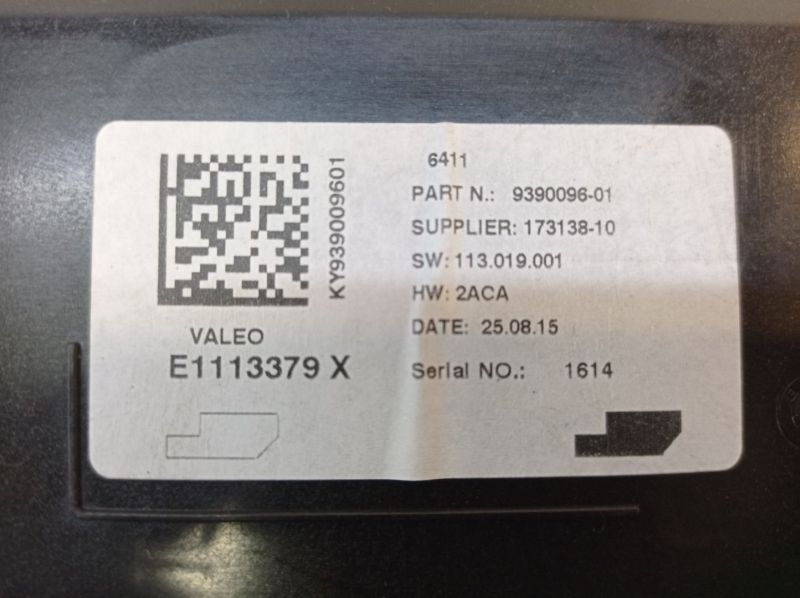 6411
PART N.: 9390096-01
SUPPLIER: 173138-10
SW: 113.019.001
HW: 2ACA
DATE: 25.08.15
Serial NO.: 1614
KY939009601
VALEO
E1113379 X